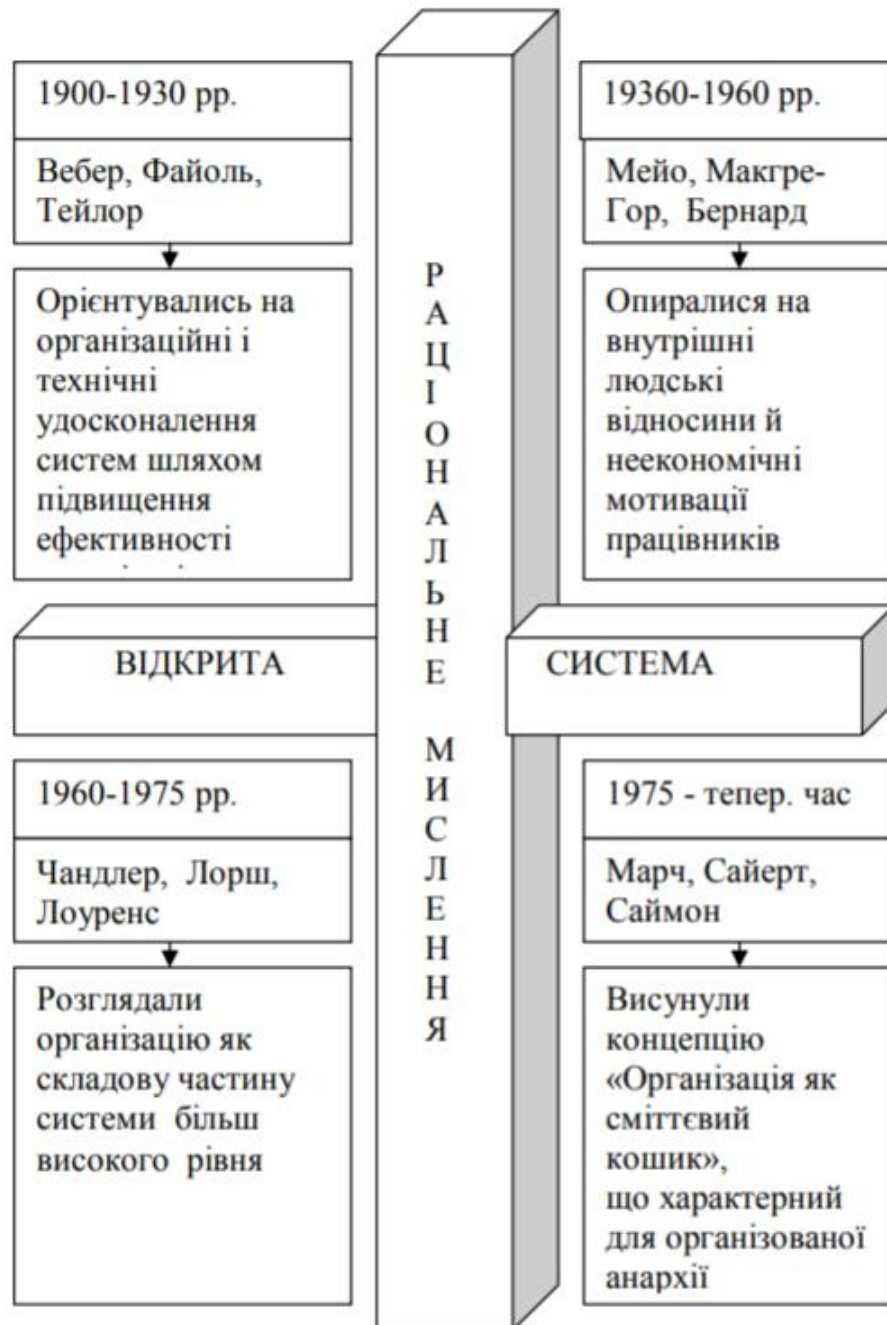 1900-1930 рр.
Вебер, Файоль,
Тейлор
Орієнтувались на
організаційні і
технічні
удосконалення
систем шляхом
підвищення
ефективності
19360-1960 рр.
Мейо, Макгре-
Гор, Бернард
Опиралися на
внутрішні
людські
відносини й
неекономічні
мотивації
працівників
РАЦІОНАЛЬНЕ МИСЛЕННЯ
ВІДКРИТА
СИСТЕМА
1960-1975 рр.
Чандлер, Лорш,
Лоуренс
Розглядали
організацію як
складову частину
системи більш
високого рівня
1975 - тепер. час
Марч, Сайерт,
Саймон
Висунули
концепцію
«Організація як
сміттєвий
кошик»,
що характерний
для організованої
анархії